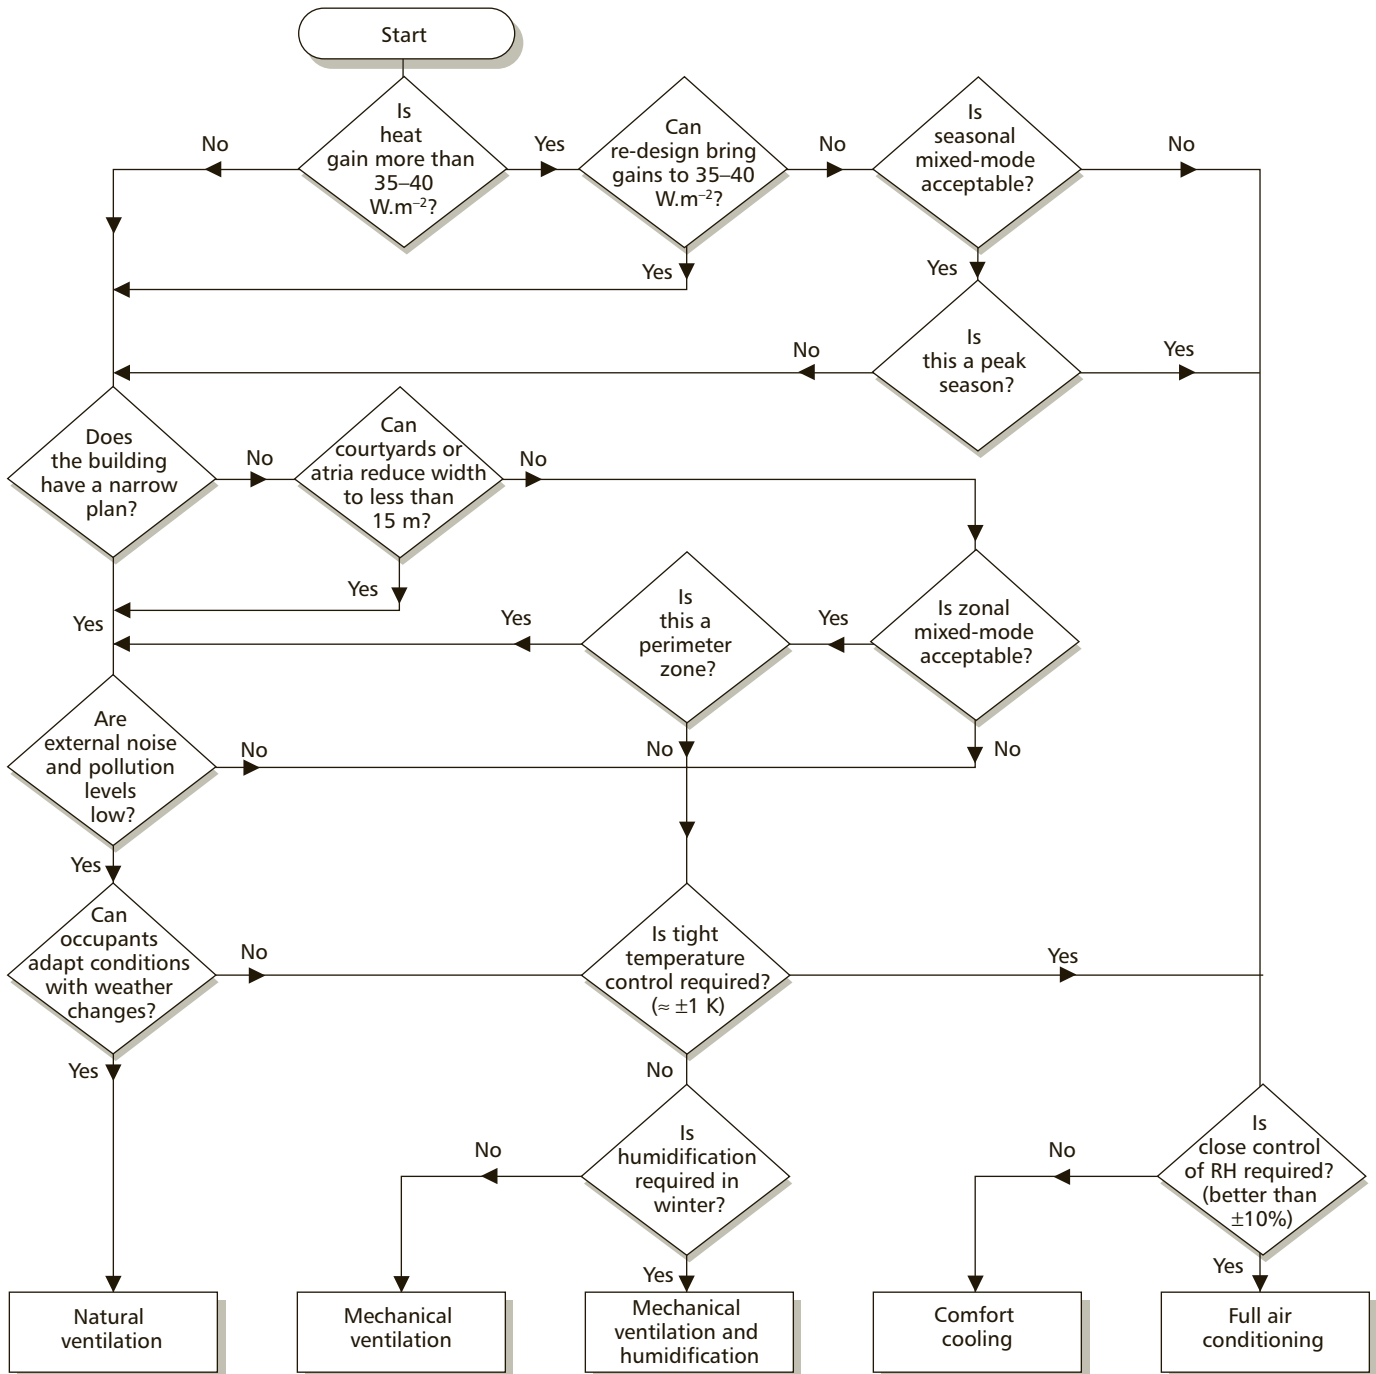 Start
Is
heat
gain more than
35–40
W.m⁻²?
No
Yes
Can
re-design bring
gains to 35–40
W.m⁻²?
No
Yes
Is
seasonal
mixed-mode
acceptable?
No
Yes
Is
this a peak
season?
No
Yes
Does
the building
have a narrow
plan?
No
Yes
Can
courtyards or
atria reduce width
to less than
15 m?
No
Yes
Is
this a
perimeter
zone?
Yes
No
Is zonal
mixed-mode
acceptable?
Yes
No
Are
external noise
and pollution
levels
low?
No
Yes
Can
occupants
adapt conditions
with weather
changes?
No
Yes
Is tight
temperature
control required?
(≈ ±1 K)
Yes
No
Is
humidification
required in
winter?
No
Yes
Is
close control
of RH required?
(better than
±10%)
No
Yes
Natural
ventilation
Mechanical
ventilation
Mechanical
ventilation and
humidification
Comfort
cooling
Full air
conditioning